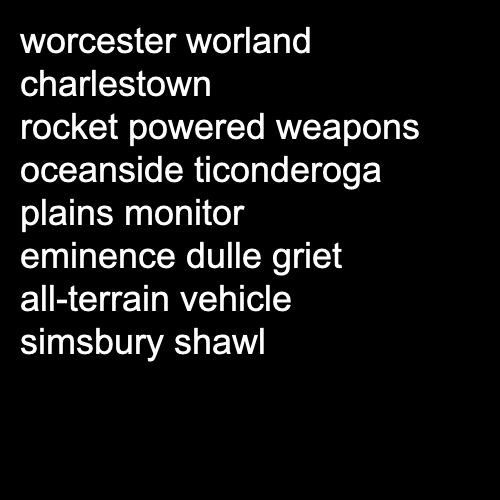 worcester worland
charlestown
rocket powered weapons
oceanside ticonderoga
plains monitor
eminence dulle griet
all-terrain vehicle
simsbury shawl